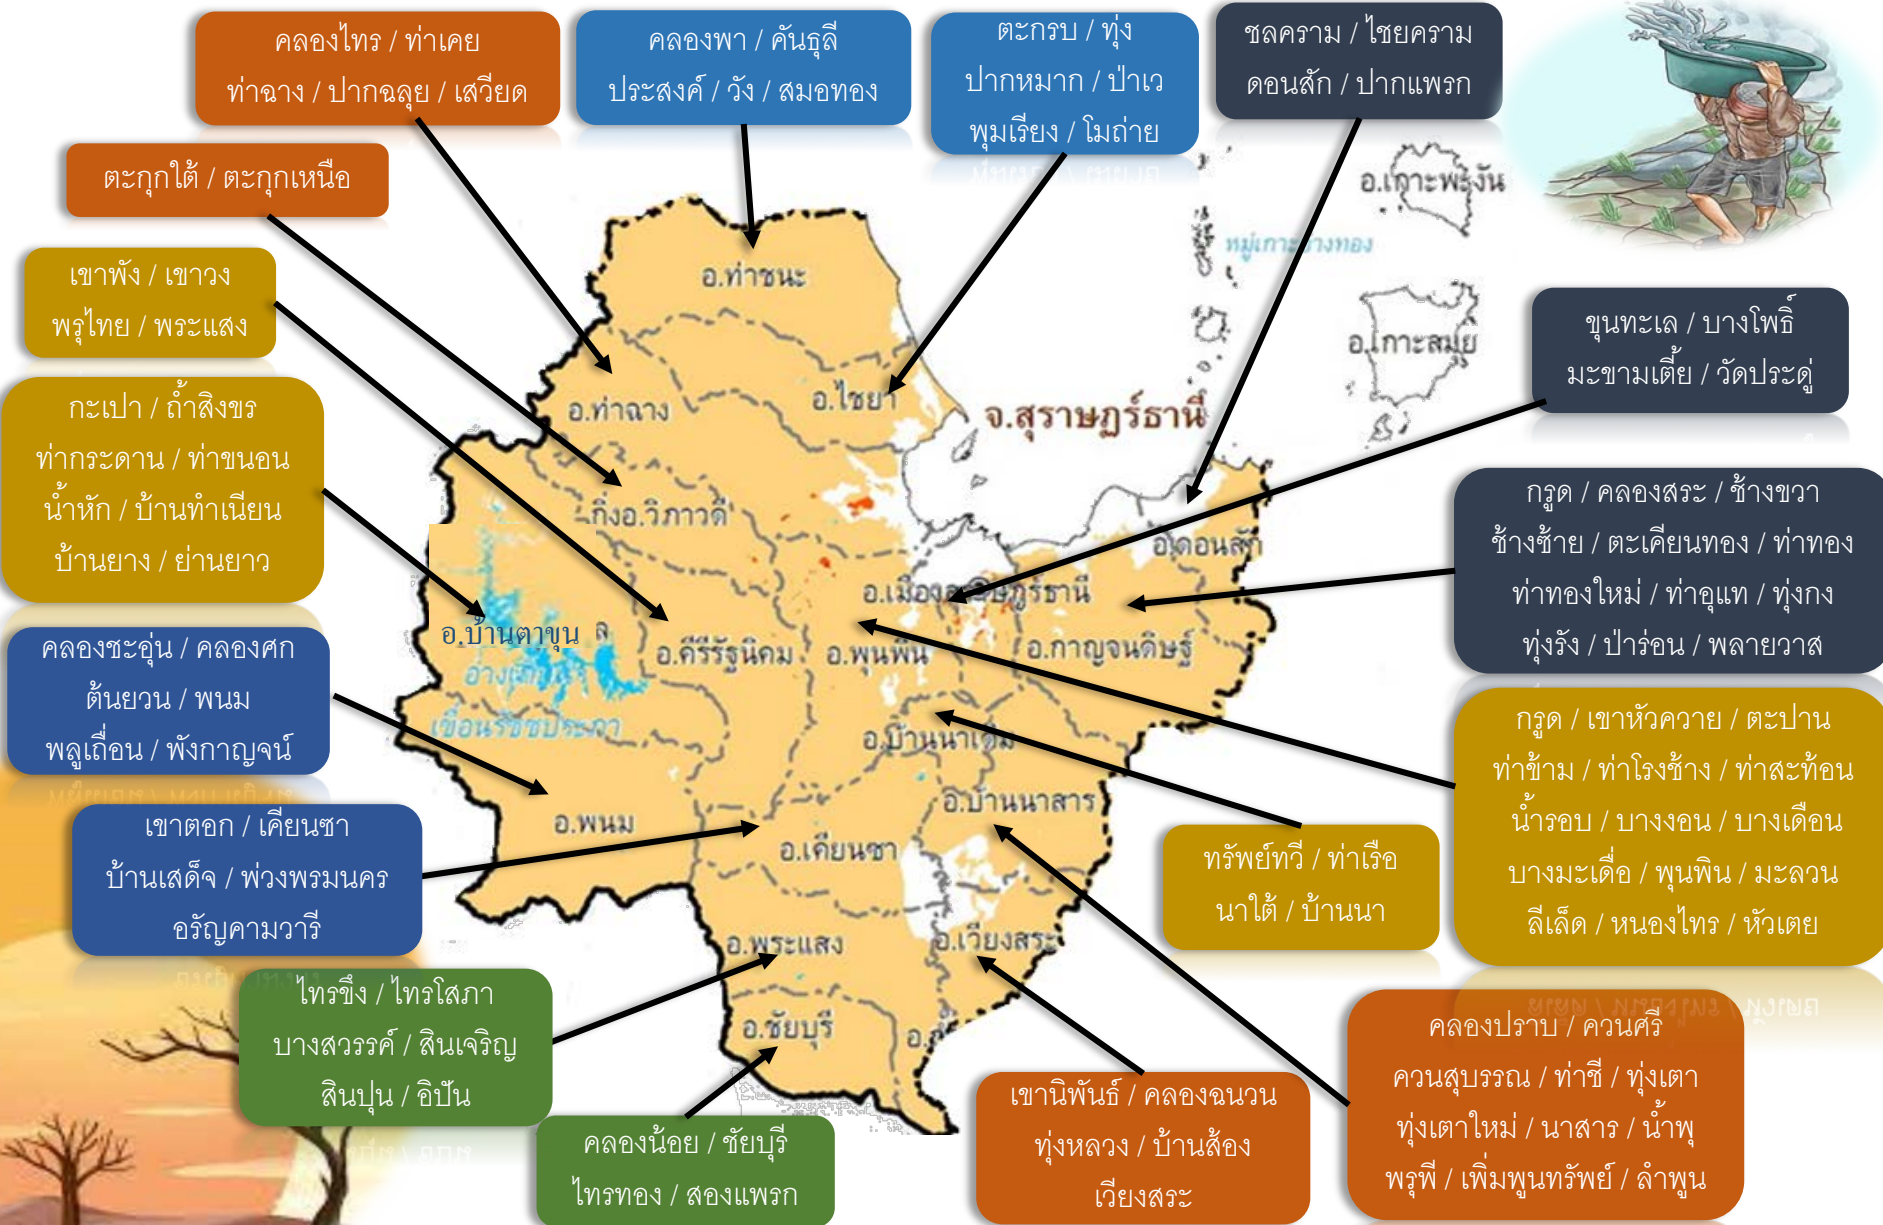 คลองไทร / ท่าเคย
ท่าฉาง / ปากฉลุย / เสวียด
คลองพา / คันธุลี
ประสงค์ / วัง / สมอทอง
ตะกรบ / ทุ่ง
ปากหมาก / ป่าเว
พุมเรียง / โมถ่าย
ชลคราม / ไชยคราม
ดอนสัก / ปากแพรก
ตะกุกใต้ / ตะกุกเหนือ
เขาพัง / เขาวง
พรุไทย / พระแสง
กะเปา / ถ้ำสิงขร
ท่ากระดาน / ท่าขนอน
น้ำหัก / บ้านทำเนียบ
บ้านยาง / ย่านยาว
คลองชะอุ่น / คลองศก
ต้นยวน / พนม
พลูเถื่อน / พังกาญจน์
เขาตอก / เคียนซา
บ้านเสด็จ / พ่วงพรมนคร
อรัญคามวารี
ไทรขึง / ไทรโสภา
บางสวรรค์ / สินเจริญ
สินปุน / อิปัน
คลองน้อย / ชัยบุรี
ไทรทอง / สองแพรก
เขานิพันธ์ / คลองฉนวน
ทุ่งหลวง / บ้านส้อง
เวียงสระ
คลองปราบ / ควนศรี
ควนสุบรรณ / ท่าชี / ทุ่งเตา
ทุ่งเตาใหม่ / นาสาร / น้ำพุ
พรุพี / เพิ่มพูนทรัพย์ / ลำพูน
ทรัพย์ทวี / ท่าเรือ
นาใต้ / บ้านนา
กรูด / เขาหัวควาย / ตะปาน
ท่าข้าม / ท่าโรงช้าง / ท่าสะท้อน
น้ำรอบ / บางงอน / บางเดือน
บางมะเดื่อ / พุนพิน / มะลวน
ลีเล็ด / หนองไทร / หัวเตย
กรูด / คลองสระ / ช้างขวา
ช้างซ้าย / ตะเคียนทอง / ท่าทอง
ท่าทองใหม่ / ท่าอุแท / ทุ่งกง
ทุ่งรัง / ป่าร่อน / พลายวาส
ขุนทะเล / บางโพธิ์
มะขามเตี้ย / วัดประดู่
อ.เกาะพะงัน
หมู่เกาะอ่างทอง
อ.เกาะสมุย
จ.สุราษฎร์ธานี
อ.ท่าชนะ
อ.ไชยา
อ.ท่าฉาง
กิ่งอ.วิภาวดี
อ.ดอนสัก
อ.บ้านตาขุน
อ.คีรีรัฐนิคม
อ.พุนพิน
อ.กาญจนดิษฐ์
เขื่อนรัชชประภา
อ.บ้านนาเดิม
อ.บ้านนาสาร
อ.พนม
อ.เคียนซา
อ.พระแสง
อ.เวียงสระ
อ.ชัยบุรี